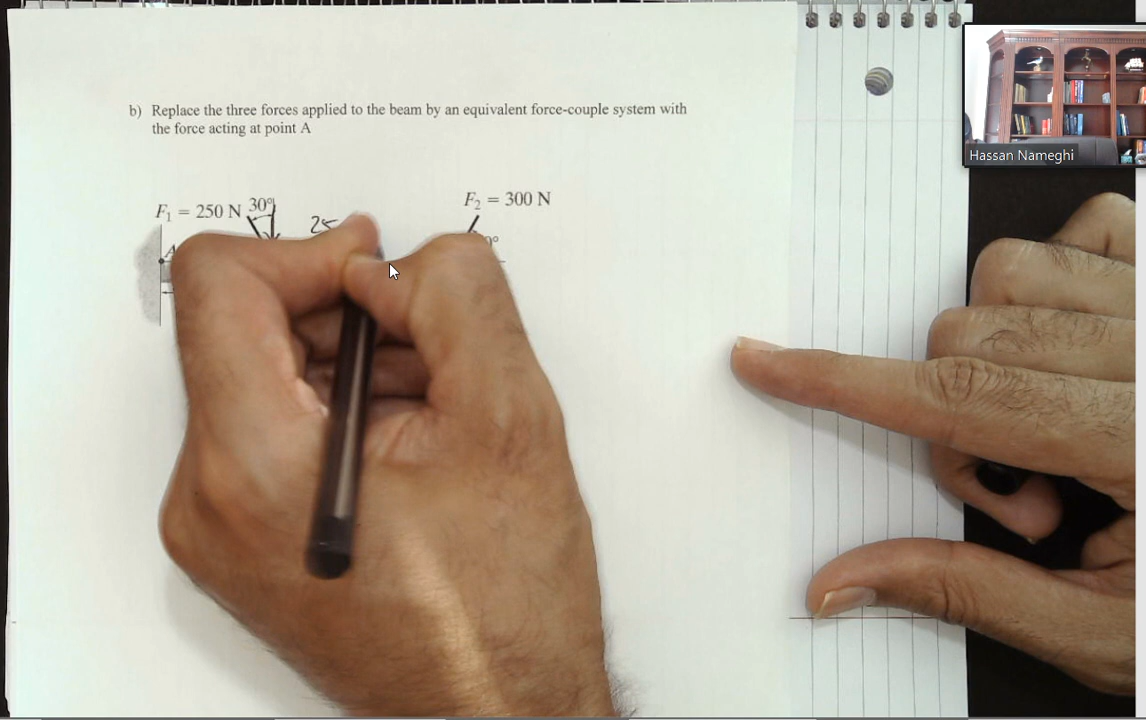 b) Replace the three forces applied to the beam by an equivalent force-couple system with
the force acting at point A
F₁ = 250 N 30°
F₂ = 300 N
25
A
Hassan Nameghi